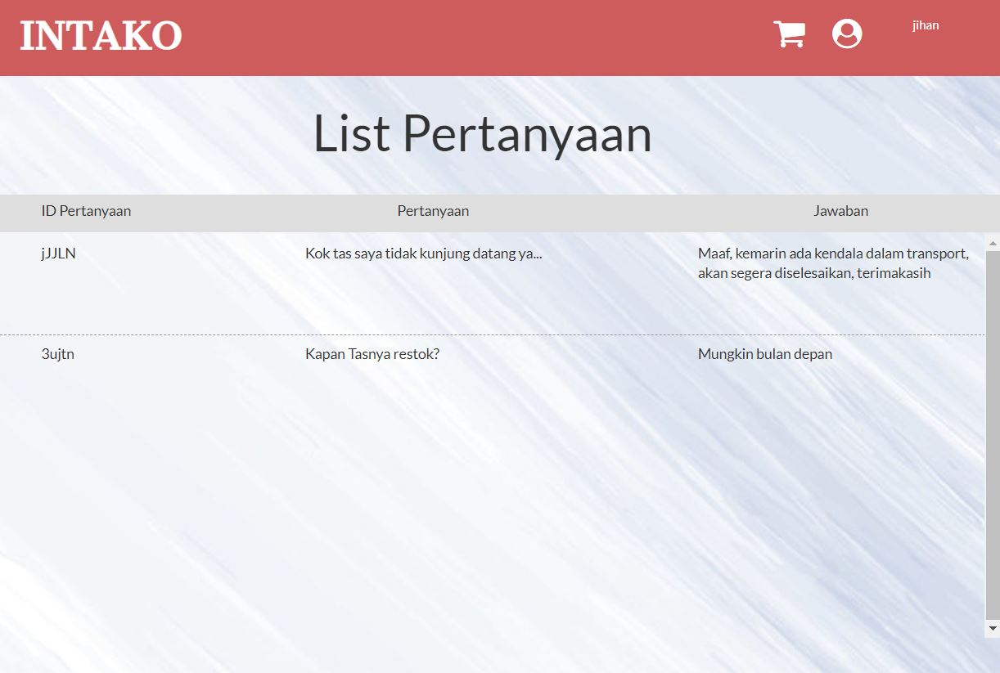 INTAKO
jihan
List Pertanyaan
ID Pertanyaan Pertanyaan Jawaban
jJJLN Kok tas saya tidak kunjung datang ya... Maaf, kemarin ada kendala dalam transport,
akan segera diselesaikan, terimakasih
3ujtn Kapan Tasnya restok? Mungkin bulan depan